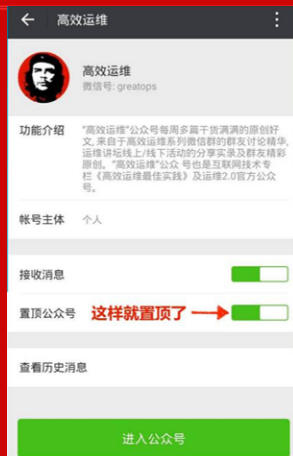 高效运维
高效运维
微信号: greatops
功能介绍
"高效运维"公众号每周多篇干货满满的原创好
文,来自于高效运维系列微信群的群友讨论精华,
运维讲坛线上/线下活动的分享实录及群友精彩
原创。"高效运维"公众 号也是互联网技术专
栏《高效运维最佳实践》及运维2.0官方公众
号。
帐号主体 个人
接收消息
置顶公众号 这样就置顶了
查看历史消息
进入公众号